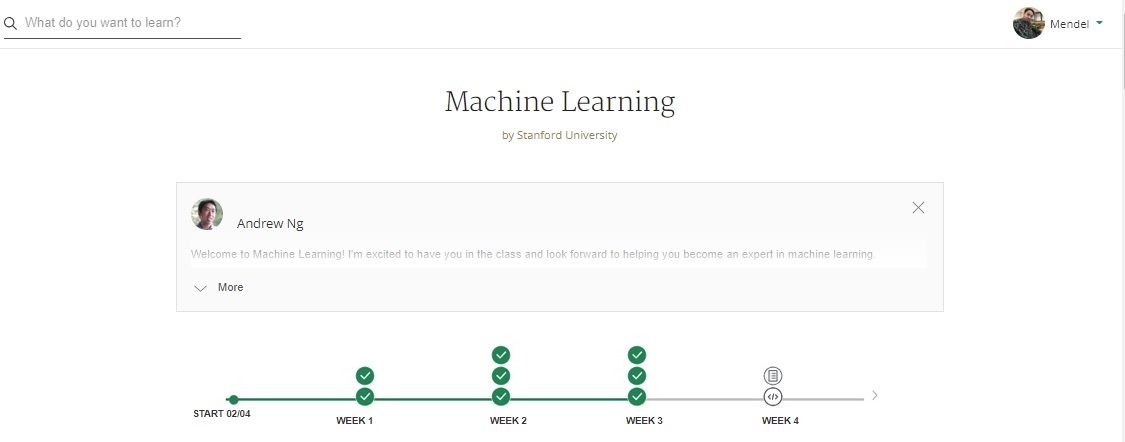 What do you want to learn?
Mendel
Machine Learning
by Stanford University
Andrew Ng
Welcome to Machine Learning! I'm excited to have you in the class and look forward to helping you become an expert in machine learning.
More
START 02/04
WEEK 1
WEEK 2
WEEK 3
WEEK 4